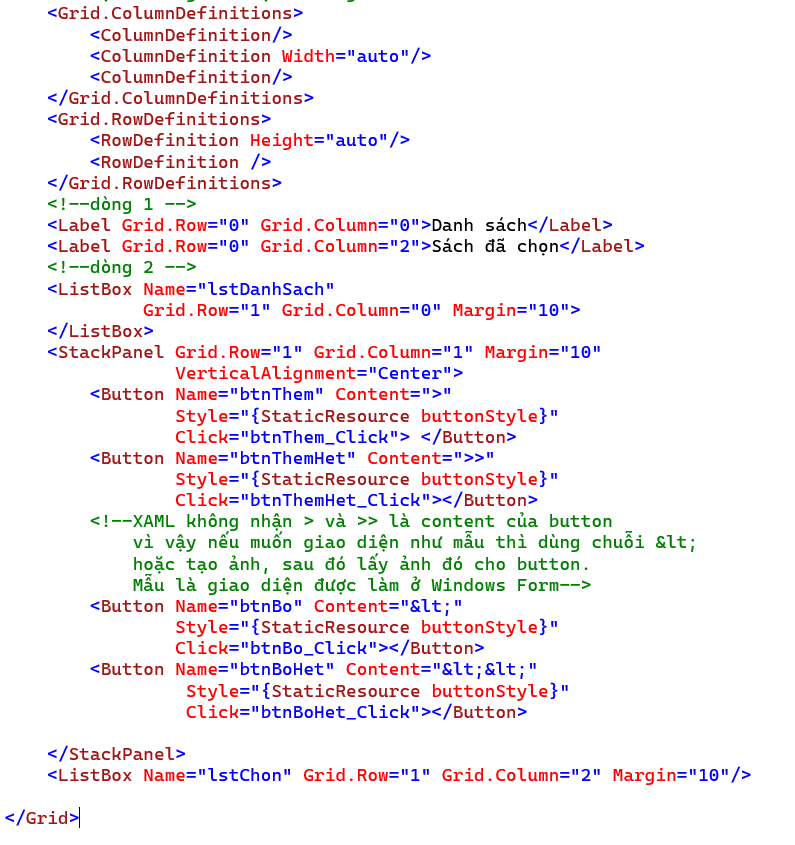 <Grid.ColumnDefinitions>
<ColumnDefinition/>
<ColumnDefinition Width="auto"/>
<ColumnDefinition/>
</Grid.ColumnDefinitions>
<Grid.RowDefinitions>
<RowDefinition Height="auto"/>
<RowDefinition />
</Grid.RowDefinitions>
<!--dòng 1 -->
<Label Grid.Row="0" Grid.Column="0">Danh sách</Label>
<Label Grid.Row="0" Grid.Column="2">Sách đã chọn</Label>
<!--dòng 2 -->
<ListBox Name="lstDanhSach"
Grid.Row="1" Grid.Column="0" Margin="10">
</ListBox>
<StackPanel Grid.Row="1" Grid.Column="1" Margin="10"
VerticalAlignment="Center">
<Button Name="btnThem" Content=">"
Style="{StaticResource buttonStyle}"
Click="btnThem_Click"> </Button>
<Button Name="btnThemHet" Content=">>"
Style="{StaticResource buttonStyle}"
Click="btnThemHet_Click"></Button>
<!--XAML không nhận > và >> là content của button
vì vậy nếu muốn giao diện như mẫu thì dùng chuỗi &lt;
hoặc tạo ảnh, sau đó lấy ảnh đó cho button.
Mẫu là giao diện được làm ở Windows Form-->
<Button Name="btnBo" Content="&lt;"
Style="{StaticResource buttonStyle}"
Click="btnBo_Click"></Button>
<Button Name="btnBoHet" Content="&lt;&lt;"
Style="{StaticResource buttonStyle}"
Click="btnBoHet_Click"></Button>
</StackPanel>
<ListBox Name="lstChon" Grid.Row="1" Grid.Column="2" Margin="10"/>
</Grid>